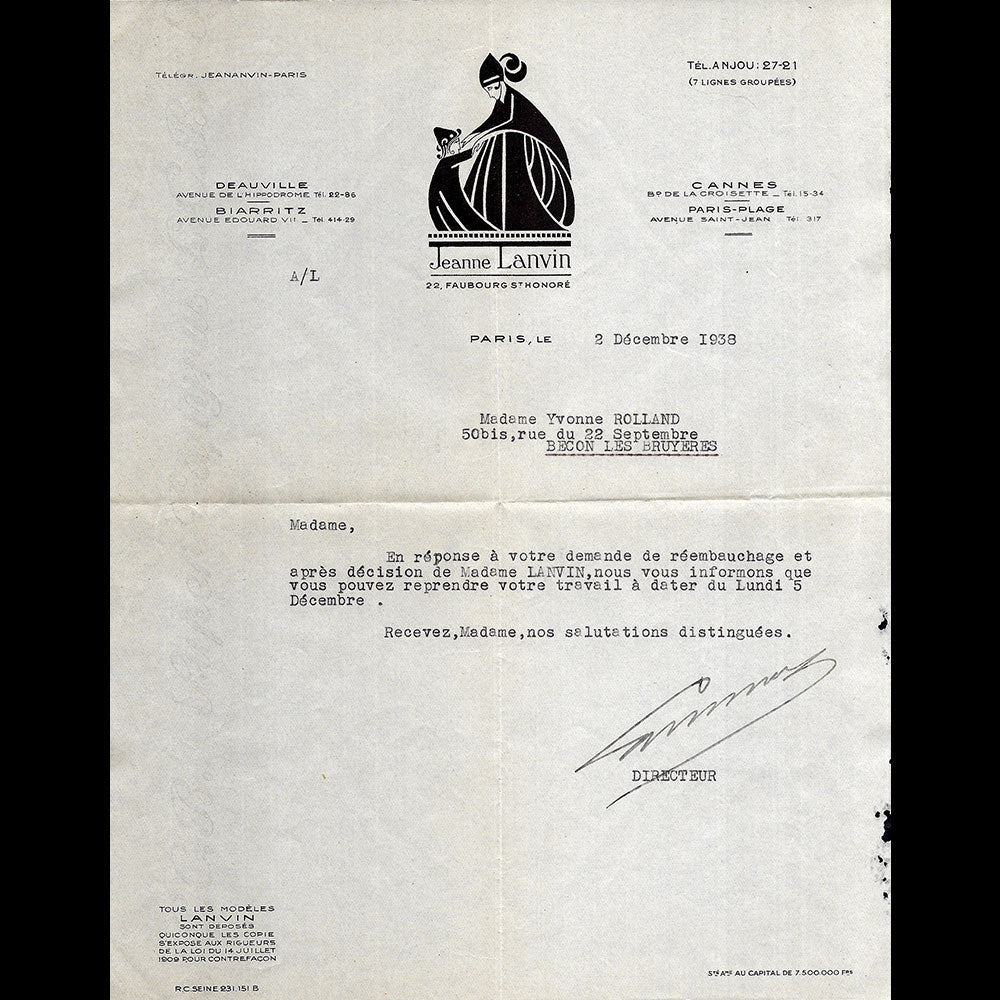 TÉLÉGR. JEANANVIN-PARIS
TÉL. ANJOU: 27-21
(7 LIGNES GROUPÉES)
DEAUVILLE
AVENUE DE L'HIPPODROME Tél. 22-86
BIARRITZ
AVENUE EDOUARD VII _ Tél. 414-29
CANNES
BD DE LA CROISETTE _ Tél. 15-34
PARIS-PLAGE
AVENUE SAINT-JEAN Tél. 317
Jeanne Lanvin
22, FAUBOURG ST HONORÉ
A/L
PARIS, LE 2 Décembre 1938
Madame Yvonne ROLLAND
50bis,rue du 22 Septembre
BECON LES BRUYERES
Madame,
En réponse à votre demande de réembauchage et
après décision de Madame LANVIN,nous vous informons que
vous pouvez reprendre votre travail à dater du Lundi 5
Décembre .
Recevez,Madame,nos salutations distinguées.
DIRECTEUR
TOUS LES MODÈLES
LANVIN
SONT DEPOSÉS
QUICONQUE LES COPIE
S'EXPOSE AUX RIGUEURS
DE LA LOI DU 14 JUILLET
1909 POUR CONTREFAÇON
R.C. SEINE 231.151 B
STÉ AME AU CAPITAL DE 7.500.000 FRS